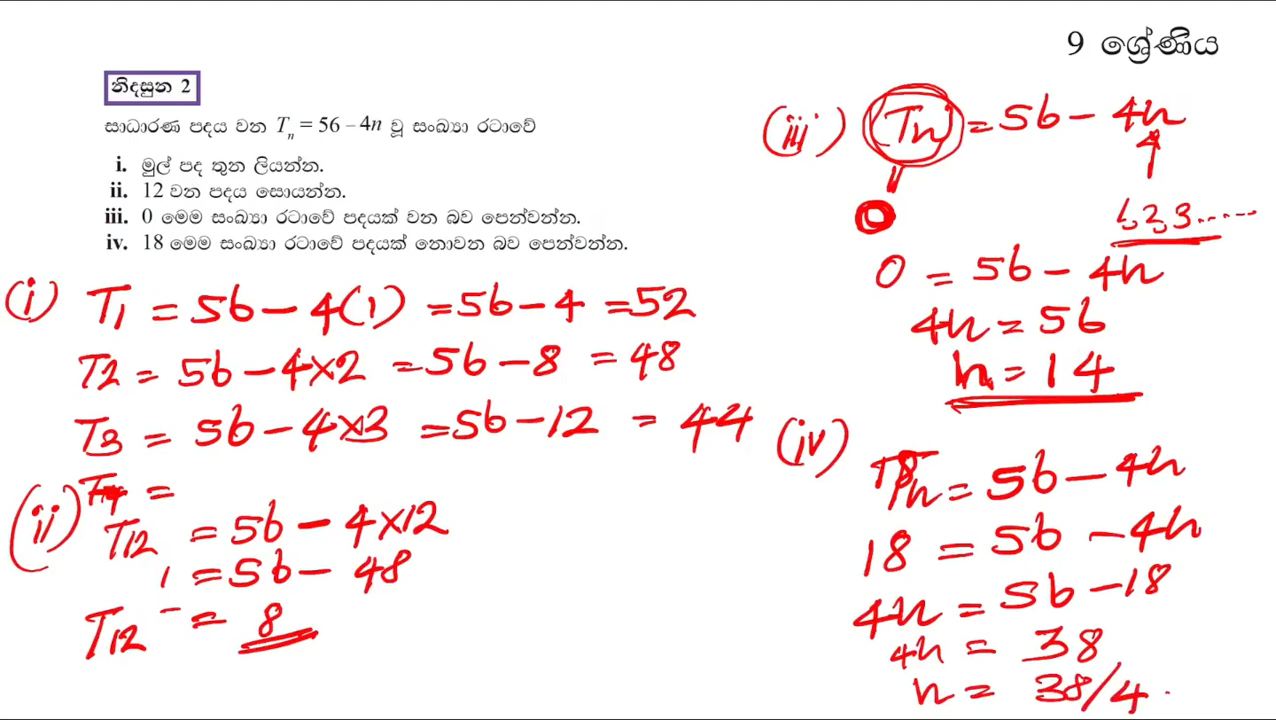 9 ශ්‍රේණිය
නිදසුන 2
සාධාරණ පදය වන Tn = 56 – 4n වූ සංඛ්‍යා රටාවේ
i. මුල් පද තුන ලියන්න.
ii. 12 වන පදය සොයන්න.
iii. 0 මෙම සංඛ්‍යා රටාවේ පදයක් වන බව පෙන්වන්න.
iv. 18 මෙම සංඛ්‍යා රටාවේ පදයක් නොවන බව පෙන්වන්න.
(i) T1 = 56 – 4(1) = 56 – 4 = 52
T2 = 56 – 4×2 = 56 – 8 = 48
T3 = 56 – 4×3 = 56 – 12 = 44
(ii)
T12 = 56 – 4×12
= 56 – 48
T12 = 8
(iii) (Tn) = 56 – 4n
0
1,2,3......
0 = 56 – 4n
4n = 56
n = 14
(iv)
18
Tn = 56 – 4n
18 = 56 – 4n
4n = 56 – 18
4n = 38
n = 38/4